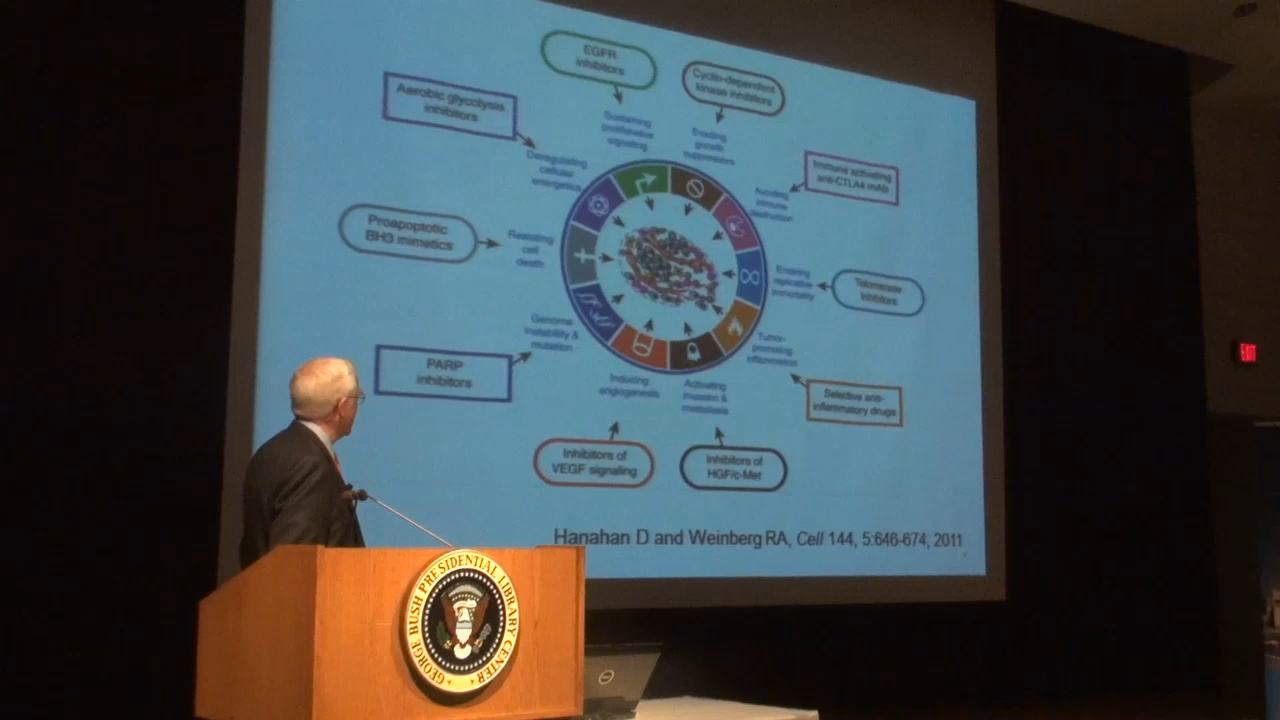 EGFR
inhibitors
Cyclin-dependent
kinase inhibitors
Aerobic glycolysis
inhibitors
Immune activating
anti-CTLA4 mAb
Proapoptotic
BH3 mimetics
Telomerase
Inhibitors
PARP
inhibitors
Selective anti-
inflammatory drugs
Inhibitors of
VEGF signaling
Inhibitors of
HGF/c-Met
Sustaining
proliferative
signaling
Evading
growth
suppressors
Deregulating
cellular
energetics
Avoiding
immune
destruction
Resisting
cell
death
Enabling
replicative
immortality
Genome
instability &
mutation
Tumor-
promoting
inflammation
Inducing
angiogenesis
Activating
invasion &
metastasis
Hanahan D and Weinberg RA, Cell 144, 5:646-674, 2011
GEORGE BUSH PRESIDENTIAL LIBRARY CENTER
EXIT
DELL